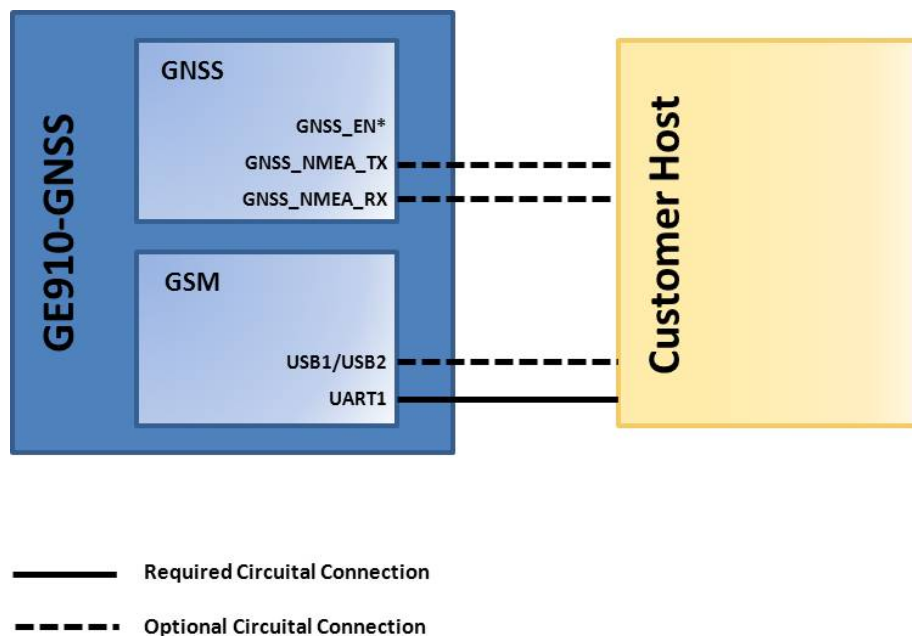 GE910-GNSS
GNSS
GNSS_EN*
GNSS_NMEA_TX
GNSS_NMEA_RX
GSM
USB1/USB2
UART1
Customer Host
Required Circuital Connection
Optional Circuital Connection